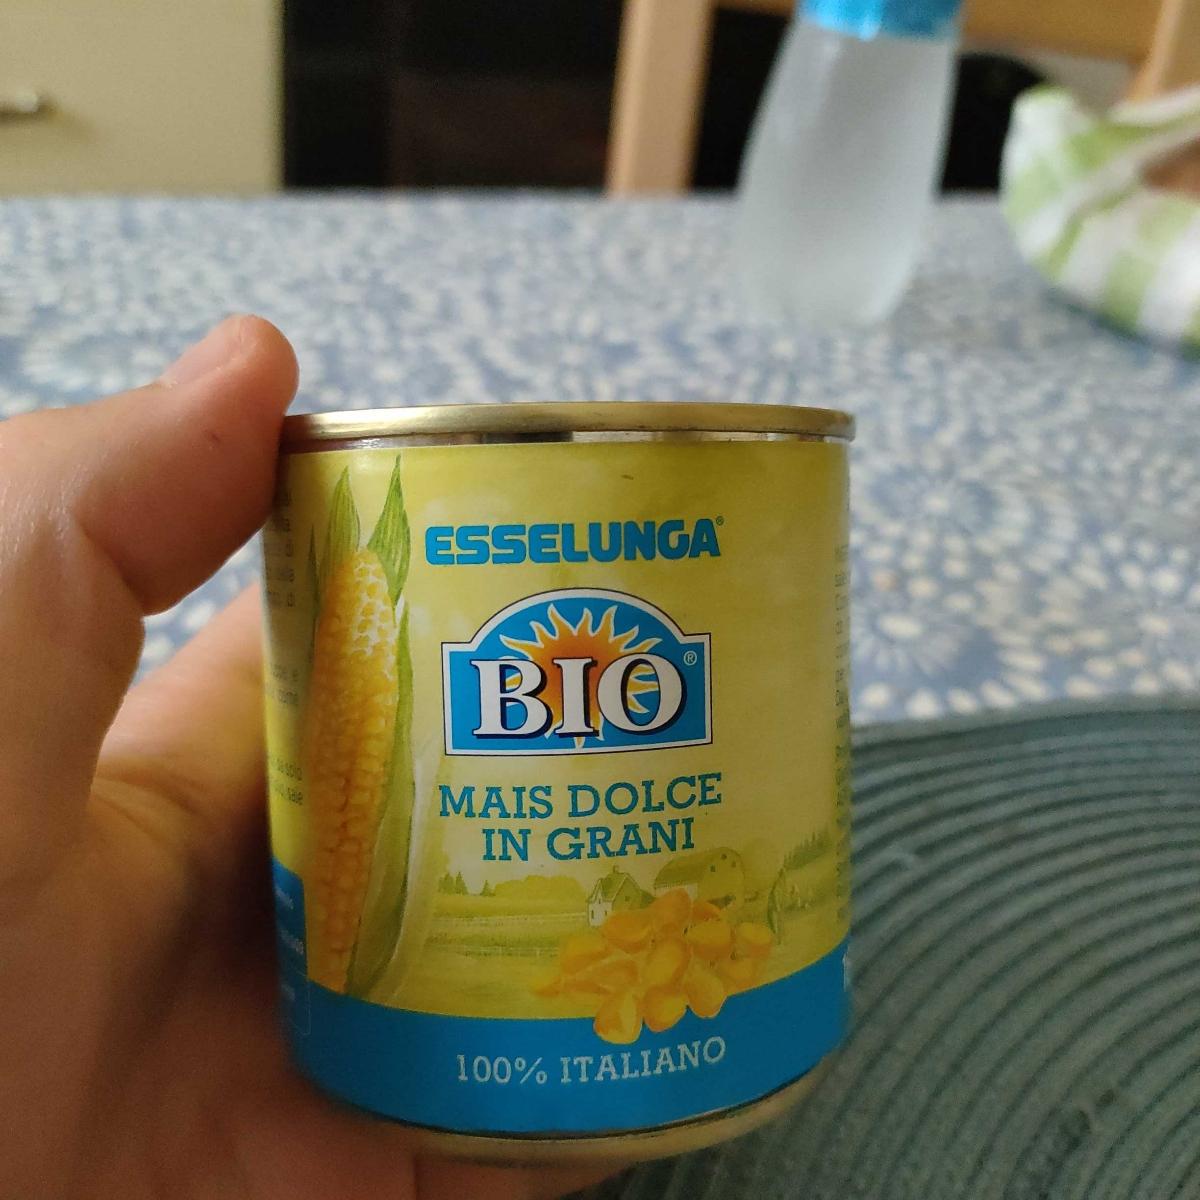 ESSELUNGA®
BIO®
MAIS DOLCE
IN GRANI
100% ITALIANO